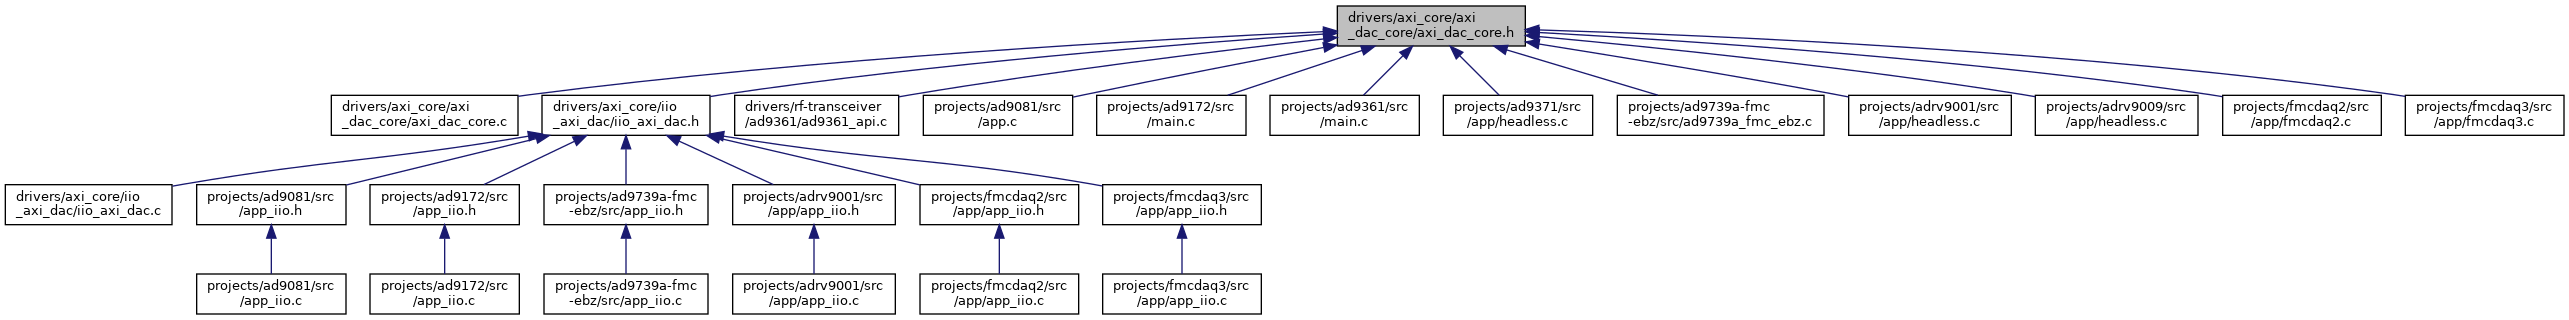 drivers/axi_core/axi
_dac_core/axi_dac_core.h
drivers/axi_core/axi
_dac_core/axi_dac_core.c
drivers/axi_core/iio
_axi_dac/iio_axi_dac.h
drivers/rf-transceiver
/ad9361/ad9361_api.c
projects/ad9081/src
/app.c
projects/ad9172/src
/main.c
projects/ad9361/src
/main.c
projects/ad9371/src
/app/headless.c
projects/ad9739a-fmc
-ebz/src/ad9739a_fmc_ebz.c
projects/adrv9001/src
/app/headless.c
projects/adrv9009/src
/app/headless.c
projects/fmcdaq2/src
/app/fmcdaq2.c
projects/fmcdaq3/src
/app/fmcdaq3.c
drivers/axi_core/iio
_axi_dac/iio_axi_dac.c
projects/ad9081/src
/app_iio.h
projects/ad9172/src
/app_iio.h
projects/ad9739a-fmc
-ebz/src/app_iio.h
projects/adrv9001/src
/app/app_iio.h
projects/fmcdaq2/src
/app/app_iio.h
projects/fmcdaq3/src
/app/app_iio.h
projects/ad9081/src
/app_iio.c
projects/ad9172/src
/app_iio.c
projects/ad9739a-fmc
-ebz/src/app_iio.c
projects/adrv9001/src
/app/app_iio.c
projects/fmcdaq2/src
/app/app_iio.c
projects/fmcdaq3/src
/app/app_iio.c